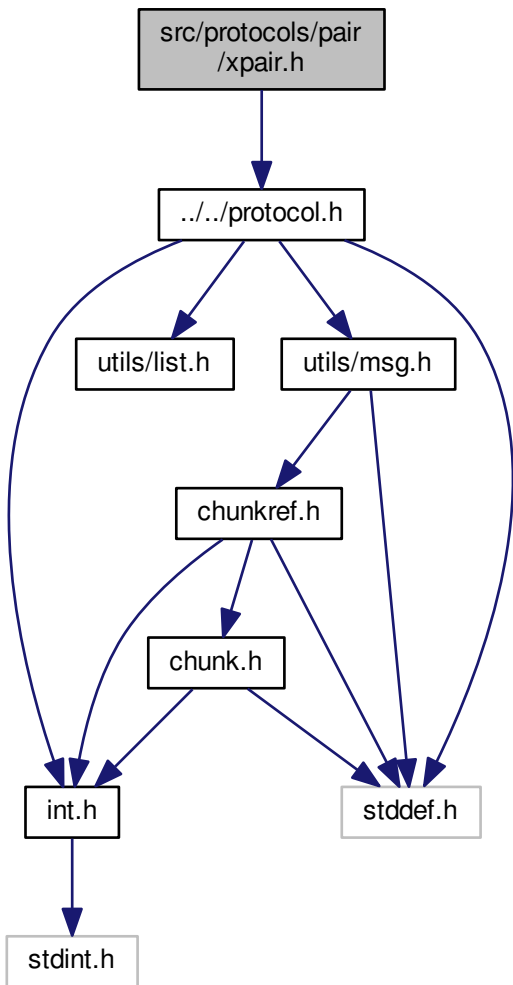 src/protocols/pair
/xpair.h
../../protocol.h
utils/list.h
utils/msg.h
chunkref.h
chunk.h
int.h
stddef.h
stdint.h